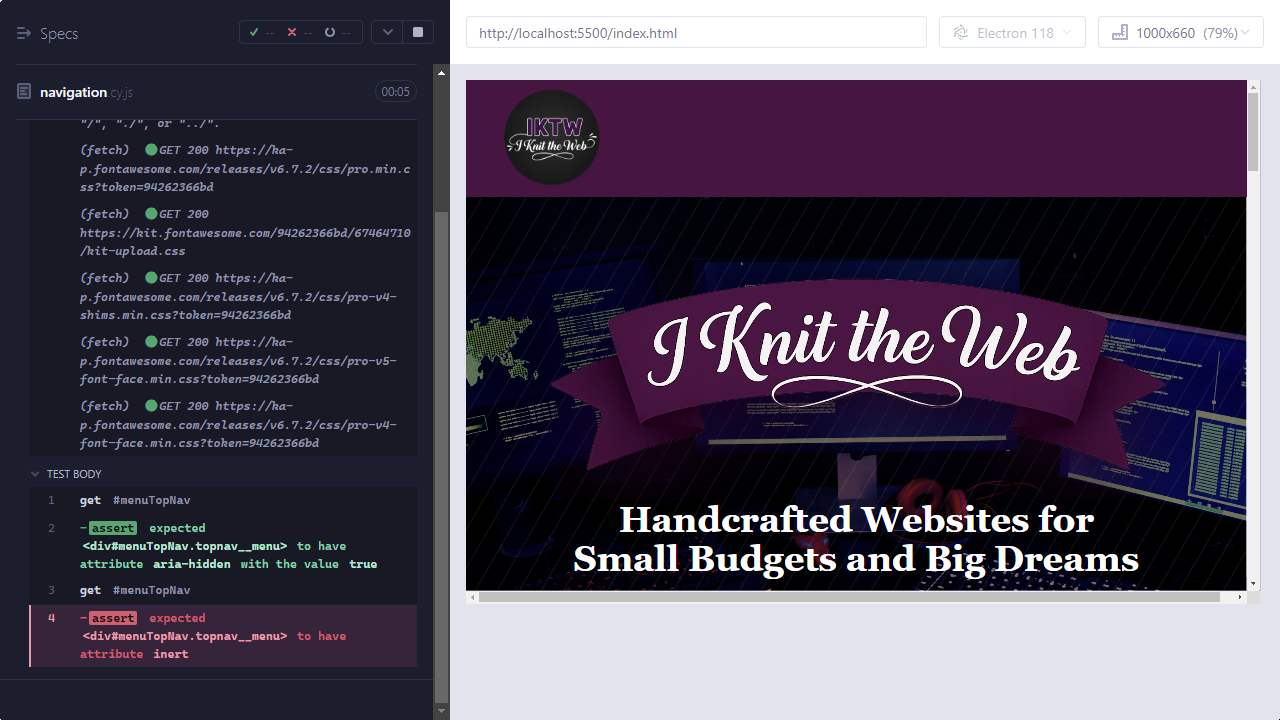 Specs
--
--
--
navigation.cy.js
00:05
"/", "./", or "../".
(fetch) GET 200 https://ka-
p.fontawesome.com/releases/v6.7.2/css/pro.min.c
ss?token=94262366bd
(fetch) GET 200
https://kit.fontawesome.com/94262366bd/67464710
/kit-upload.css
(fetch) GET 200 https://ka-
p.fontawesome.com/releases/v6.7.2/css/pro-v4-
shims.min.css?token=94262366bd
(fetch) GET 200 https://ka-
p.fontawesome.com/releases/v6.7.2/css/pro-v5-
font-face.min.css?token=94262366bd
(fetch) GET 200 https://ka-
p.fontawesome.com/releases/v6.7.2/css/pro-v4-
font-face.min.css?token=94262366bd
TEST BODY
1 get #menuTopNav
2 -assert expected
<div#menuTopNav.topnav__menu> to have
attribute aria-hidden with the value true
3 get #menuTopNav
4 -assert expected
<div#menuTopNav.topnav__menu> to have
attribute inert
http://localhost:5500/index.html
Electron 118
1000x660 (79%)
IKTW
I Knit the Web
I Knit the Web
Handcrafted Websites for
Small Budgets and Big Dreams